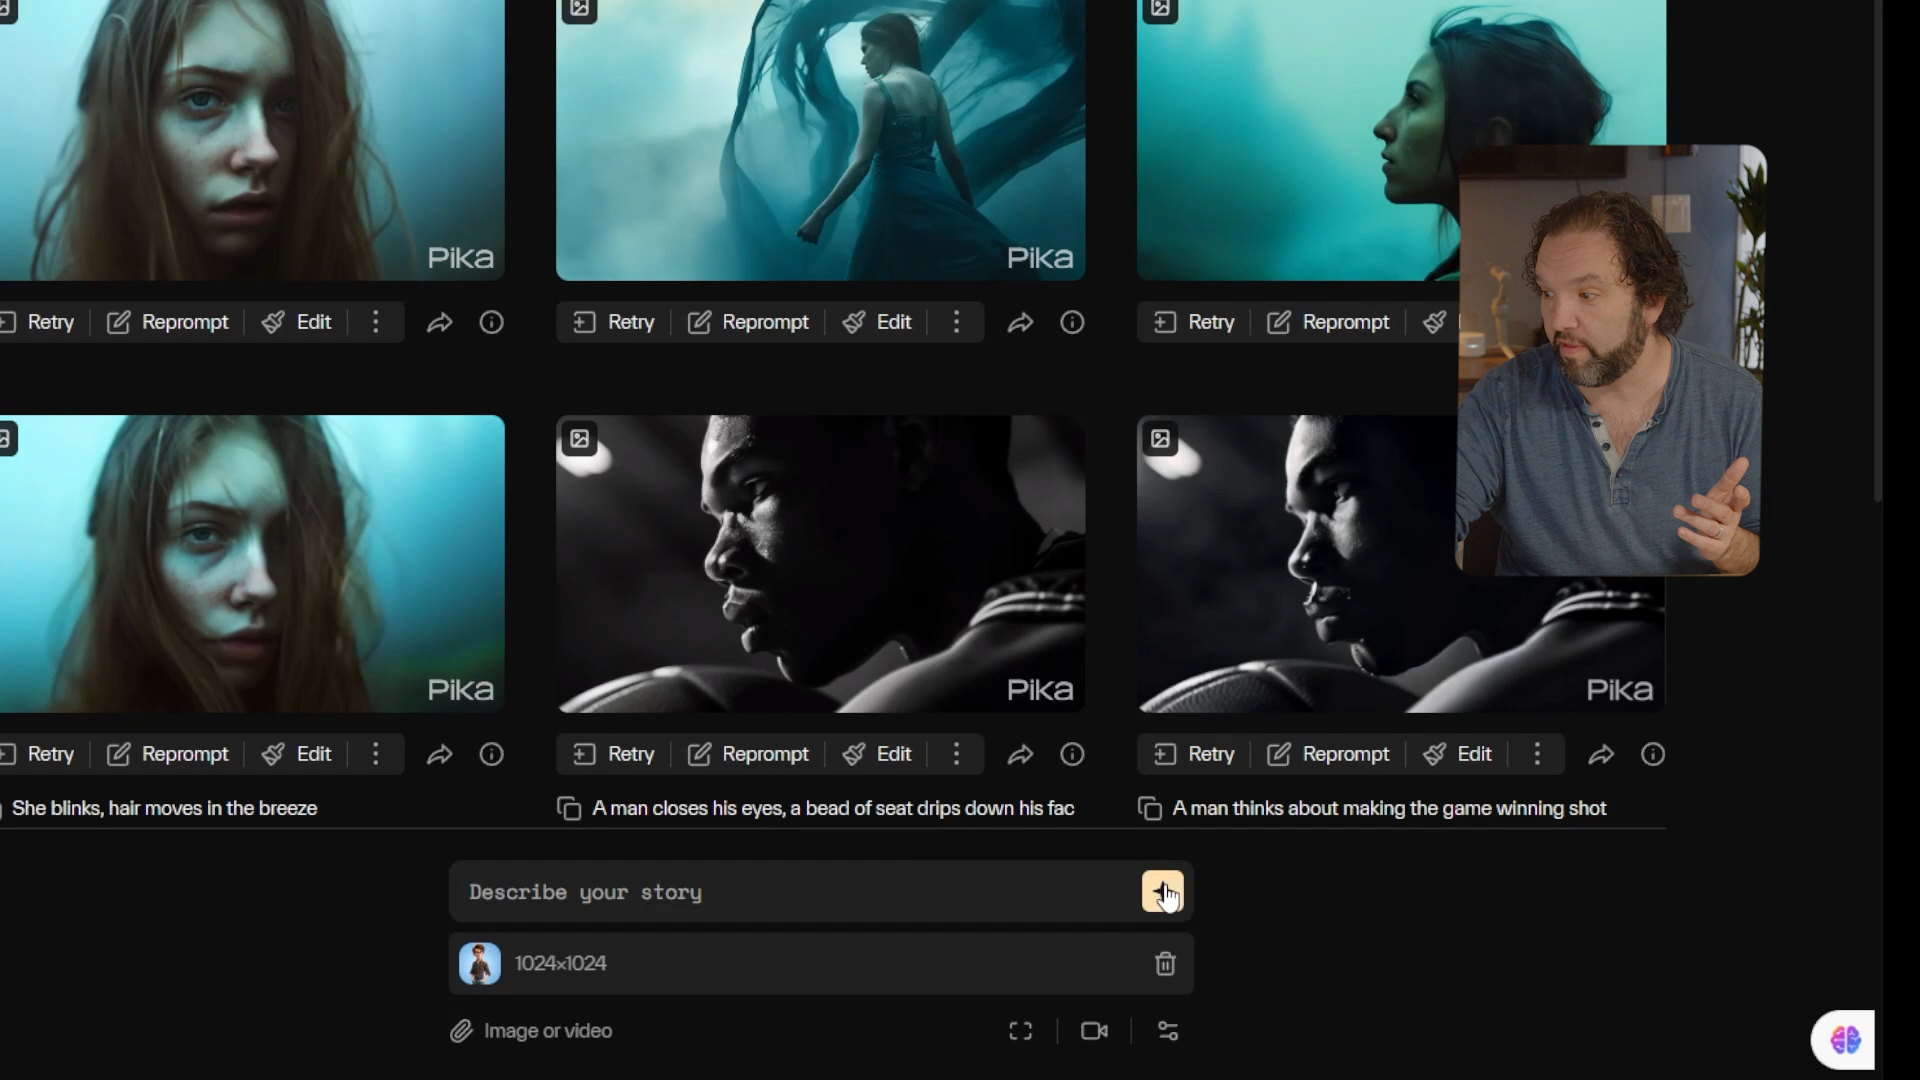 Pika
Pika
Retry
Reprompt
Edit
Retry
Reprompt
Edit
Retry
Reprompt
Pika
Pika
Pika
Retry
Reprompt
Edit
Retry
Reprompt
Edit
Retry
Reprompt
Edit
She blinks, hair moves in the breeze
A man closes his eyes, a bead of seat drips down his fac
A man thinks about making the game winning shot
Describe your story
1024×1024
Image or video